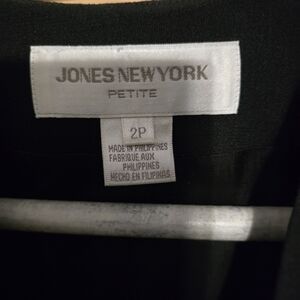 JONES NEW YORK
PETITE
2P
MADE IN PHILIPPINES
FABRIQUE AUX
PHILIPPINES
HECHO EN FILIPINAS